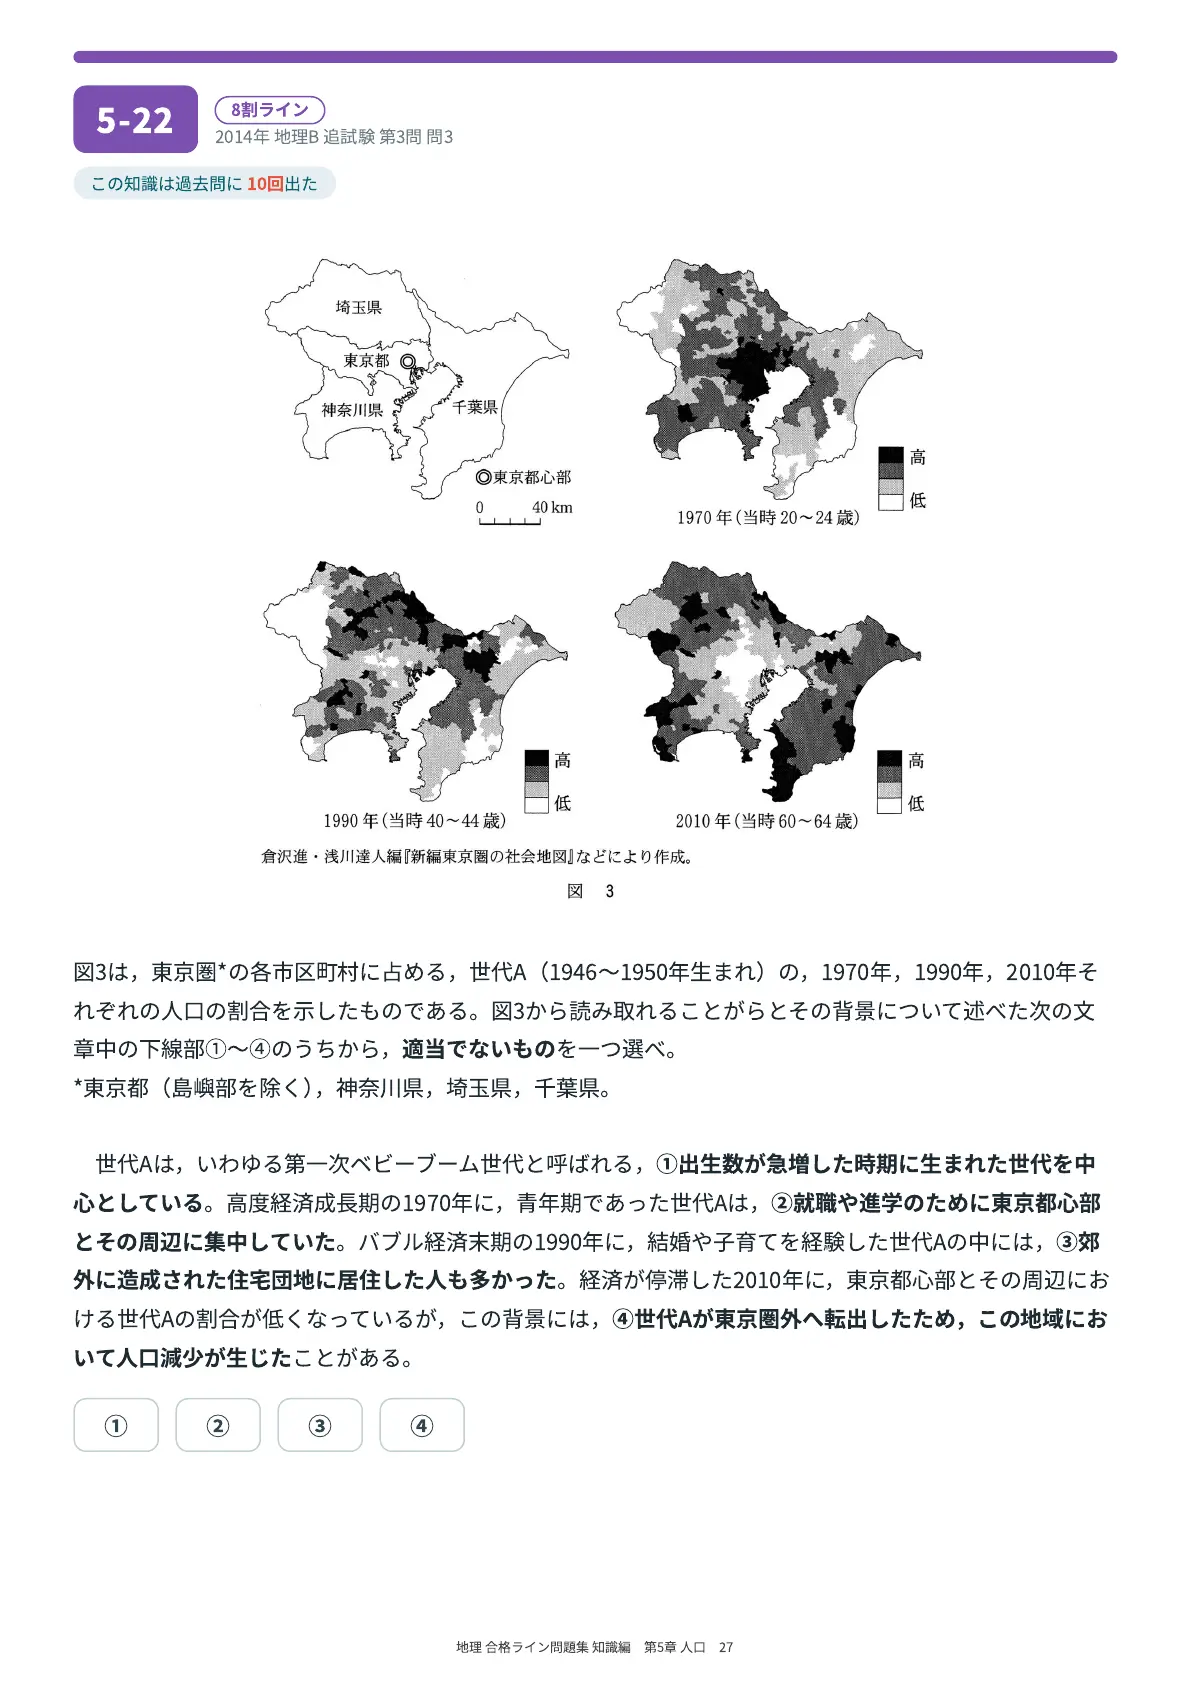 5-22
8割ライン
2014年 地理B 追試験 第3問 問3
この知識は過去問に 10回出た
埼玉県
東京都
神奈川県
千葉県
◎東京都心部
0 40 km
高
低
1970 年(当時 20〜24 歳)
高
低
1990 年(当時 40〜44 歳)
高
低
2010 年(当時 60〜64 歳)
倉沢進・浅川達人編『新編東京圏の社会地図』などにより作成。
図 3
図3は，東京圏*の各市区町村に占める，世代A（1946〜1950年生まれ）の，1970年，1990年，2010年そ
れぞれの人口の割合を示したものである。図3から読み取れることがらとその背景について述べた次の文
章中の下線部①〜④のうちから，適当でないものを一つ選べ。
*東京都（島嶼部を除く），神奈川県，埼玉県，千葉県。
世代Aは，いわゆる第一次ベビーブーム世代と呼ばれる，①出生数が急増した時期に生まれた世代を中
心としている。高度経済成長期の1970年に，青年期であった世代Aは，②就職や進学のために東京都心部
とその周辺に集中していた。バブル経済末期の1990年に，結婚や子育てを経験した世代Aの中には，③郊
外に造成された住宅団地に居住した人も多かった。経済が停滞した2010年に，東京都心部とその周辺にお
ける世代Aの割合が低くなっているが，この背景には，④世代Aが東京圏外へ転出したため，この地域にお
いて人口減少が生じたことがある。
① ② ③ ④
地理 合格ライン問題集 知識編 第5章 人口 27